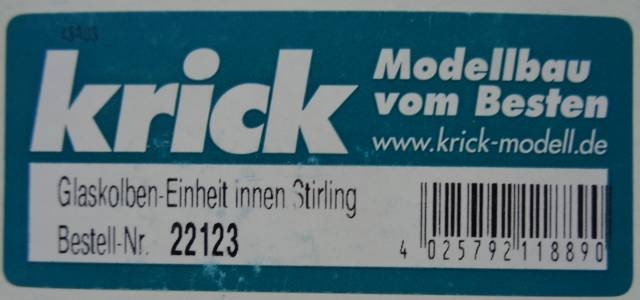 krick
Modellbau
vom Besten
www.krick-modell.de
Glaskolben-Einheit innen Stirling
Bestell-Nr. 22123
4 025792 118890